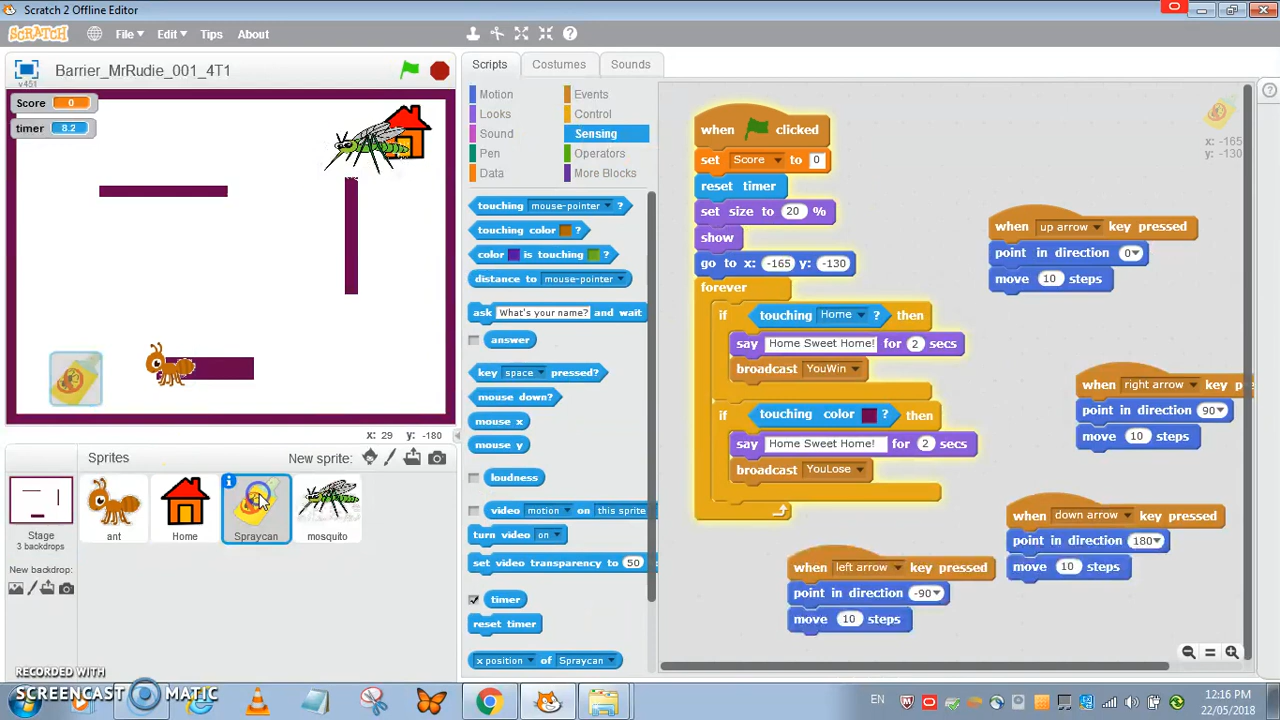 Scratch 2 Offline Editor
SCRATCH File Edit Tips About
Barrier_MrRudie_001_4T1
v451
Score 0
timer 8.2
x: 29 y: -180
Sprites New sprite:
Stage
3 backdrops
New backdrop:
ant
Home
Spraycan
mosquito
Scripts Costumes Sounds
Motion Events
Looks Control
Sound Sensing
Pen Operators
Data More Blocks
touching mouse-pointer ?
touching color ?
color is touching ?
distance to mouse-pointer
ask What's your name? and wait
answer
key space pressed?
mouse down?
mouse x
mouse y
loudness
video motion on this sprite
turn video on
set video transparency to 50
timer
reset timer
x position of Spraycan
x: -165
y: -130
when clicked
set Score to 0
reset timer
set size to 20 %
show
go to x: -165 y: -130
forever
if touching Home ? then
say Home Sweet Home! for 2 secs
broadcast YouWin
if touching color ? then
say Home Sweet Home! for 2 secs
broadcast YouLose
when up arrow key pressed
point in direction 0
move 10 steps
when right arrow key pre
point in direction 90
move 10 steps
when down arrow key pressed
point in direction 180
move 10 steps
when left arrow key pressed
point in direction -90
move 10 steps
RECORDED WITH
SCREENCAST MATIC
EN
12:16 PM
22/05/2018